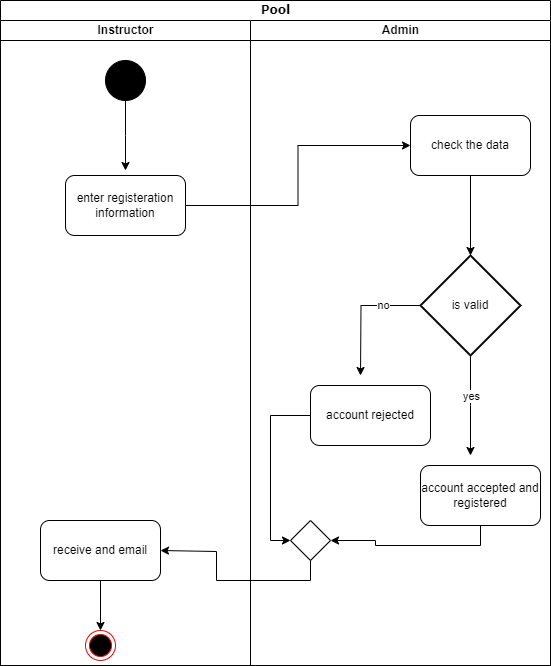 Pool
Instructor
Admin
check the data
enter registeration
information
is valid
no
yes
account rejected
account accepted and
registered
receive and email